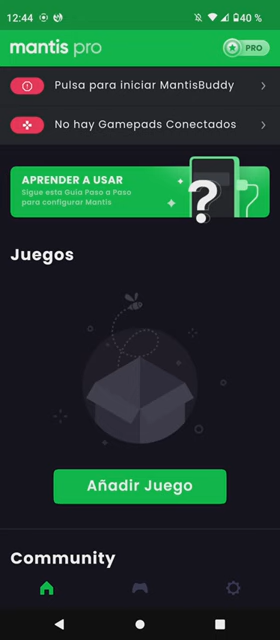 12:44
40 %
mantis pro
PRO
Pulsa para iniciar MantisBuddy
No hay Gamepads Conectados
APRENDER A USAR
Sigue esta Guía Paso a Paso
para configurar Mantis
?
Juegos
Añadir Juego
Community